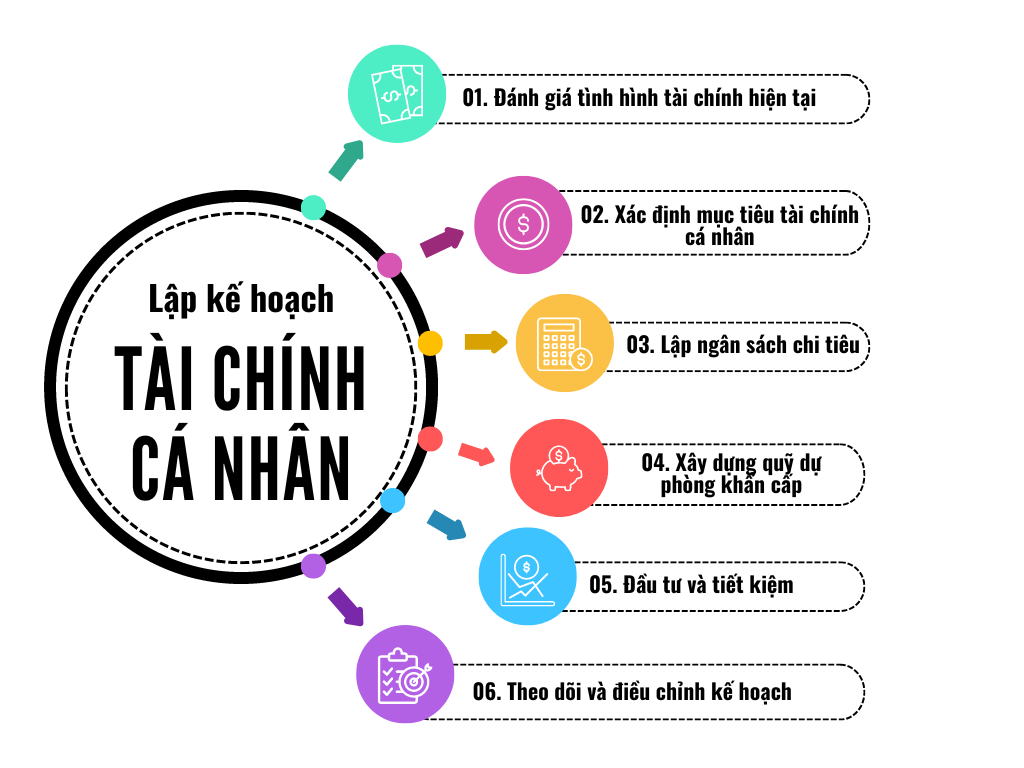 Lập kế hoạch
TÀI CHÍNH
CÁ NHÂN
01. Đánh giá tình hình tài chính hiện tại
02. Xác định mục tiêu tài chính
cá nhân
03. Lập ngân sách chi tiêu
04. Xây dựng quỹ dự
phòng khẩn cấp
05. Đầu tư và tiết kiệm
06. Theo dõi và điều chỉnh kế hoạch